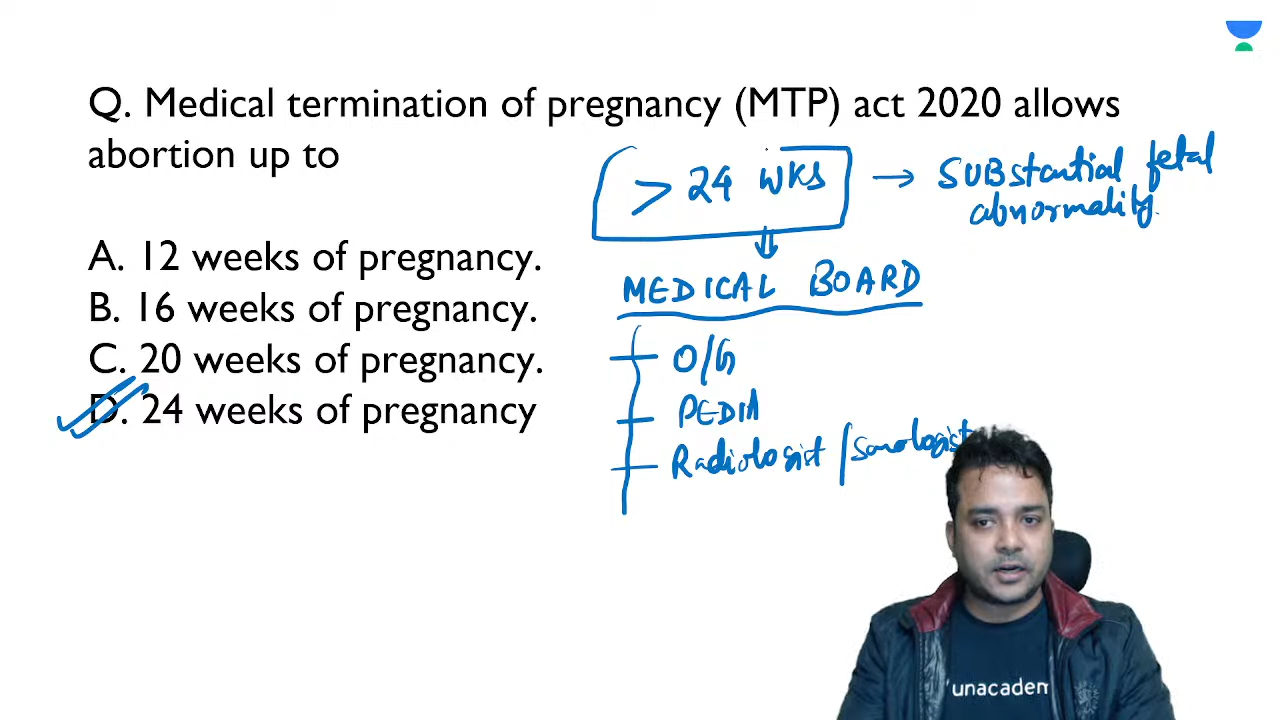 Q. Medical termination of pregnancy (MTP) act 2020 allows
abortion up to
> 24 WKS → SUBstantial fetal
abnormality.
A. 12 weeks of pregnancy.
MEDICAL BOARD
B. 16 weeks of pregnancy.
O/G
C. 20 weeks of pregnancy.
PEDIA
D. 24 weeks of pregnancy
Radiologist / Sonologist
unacadem